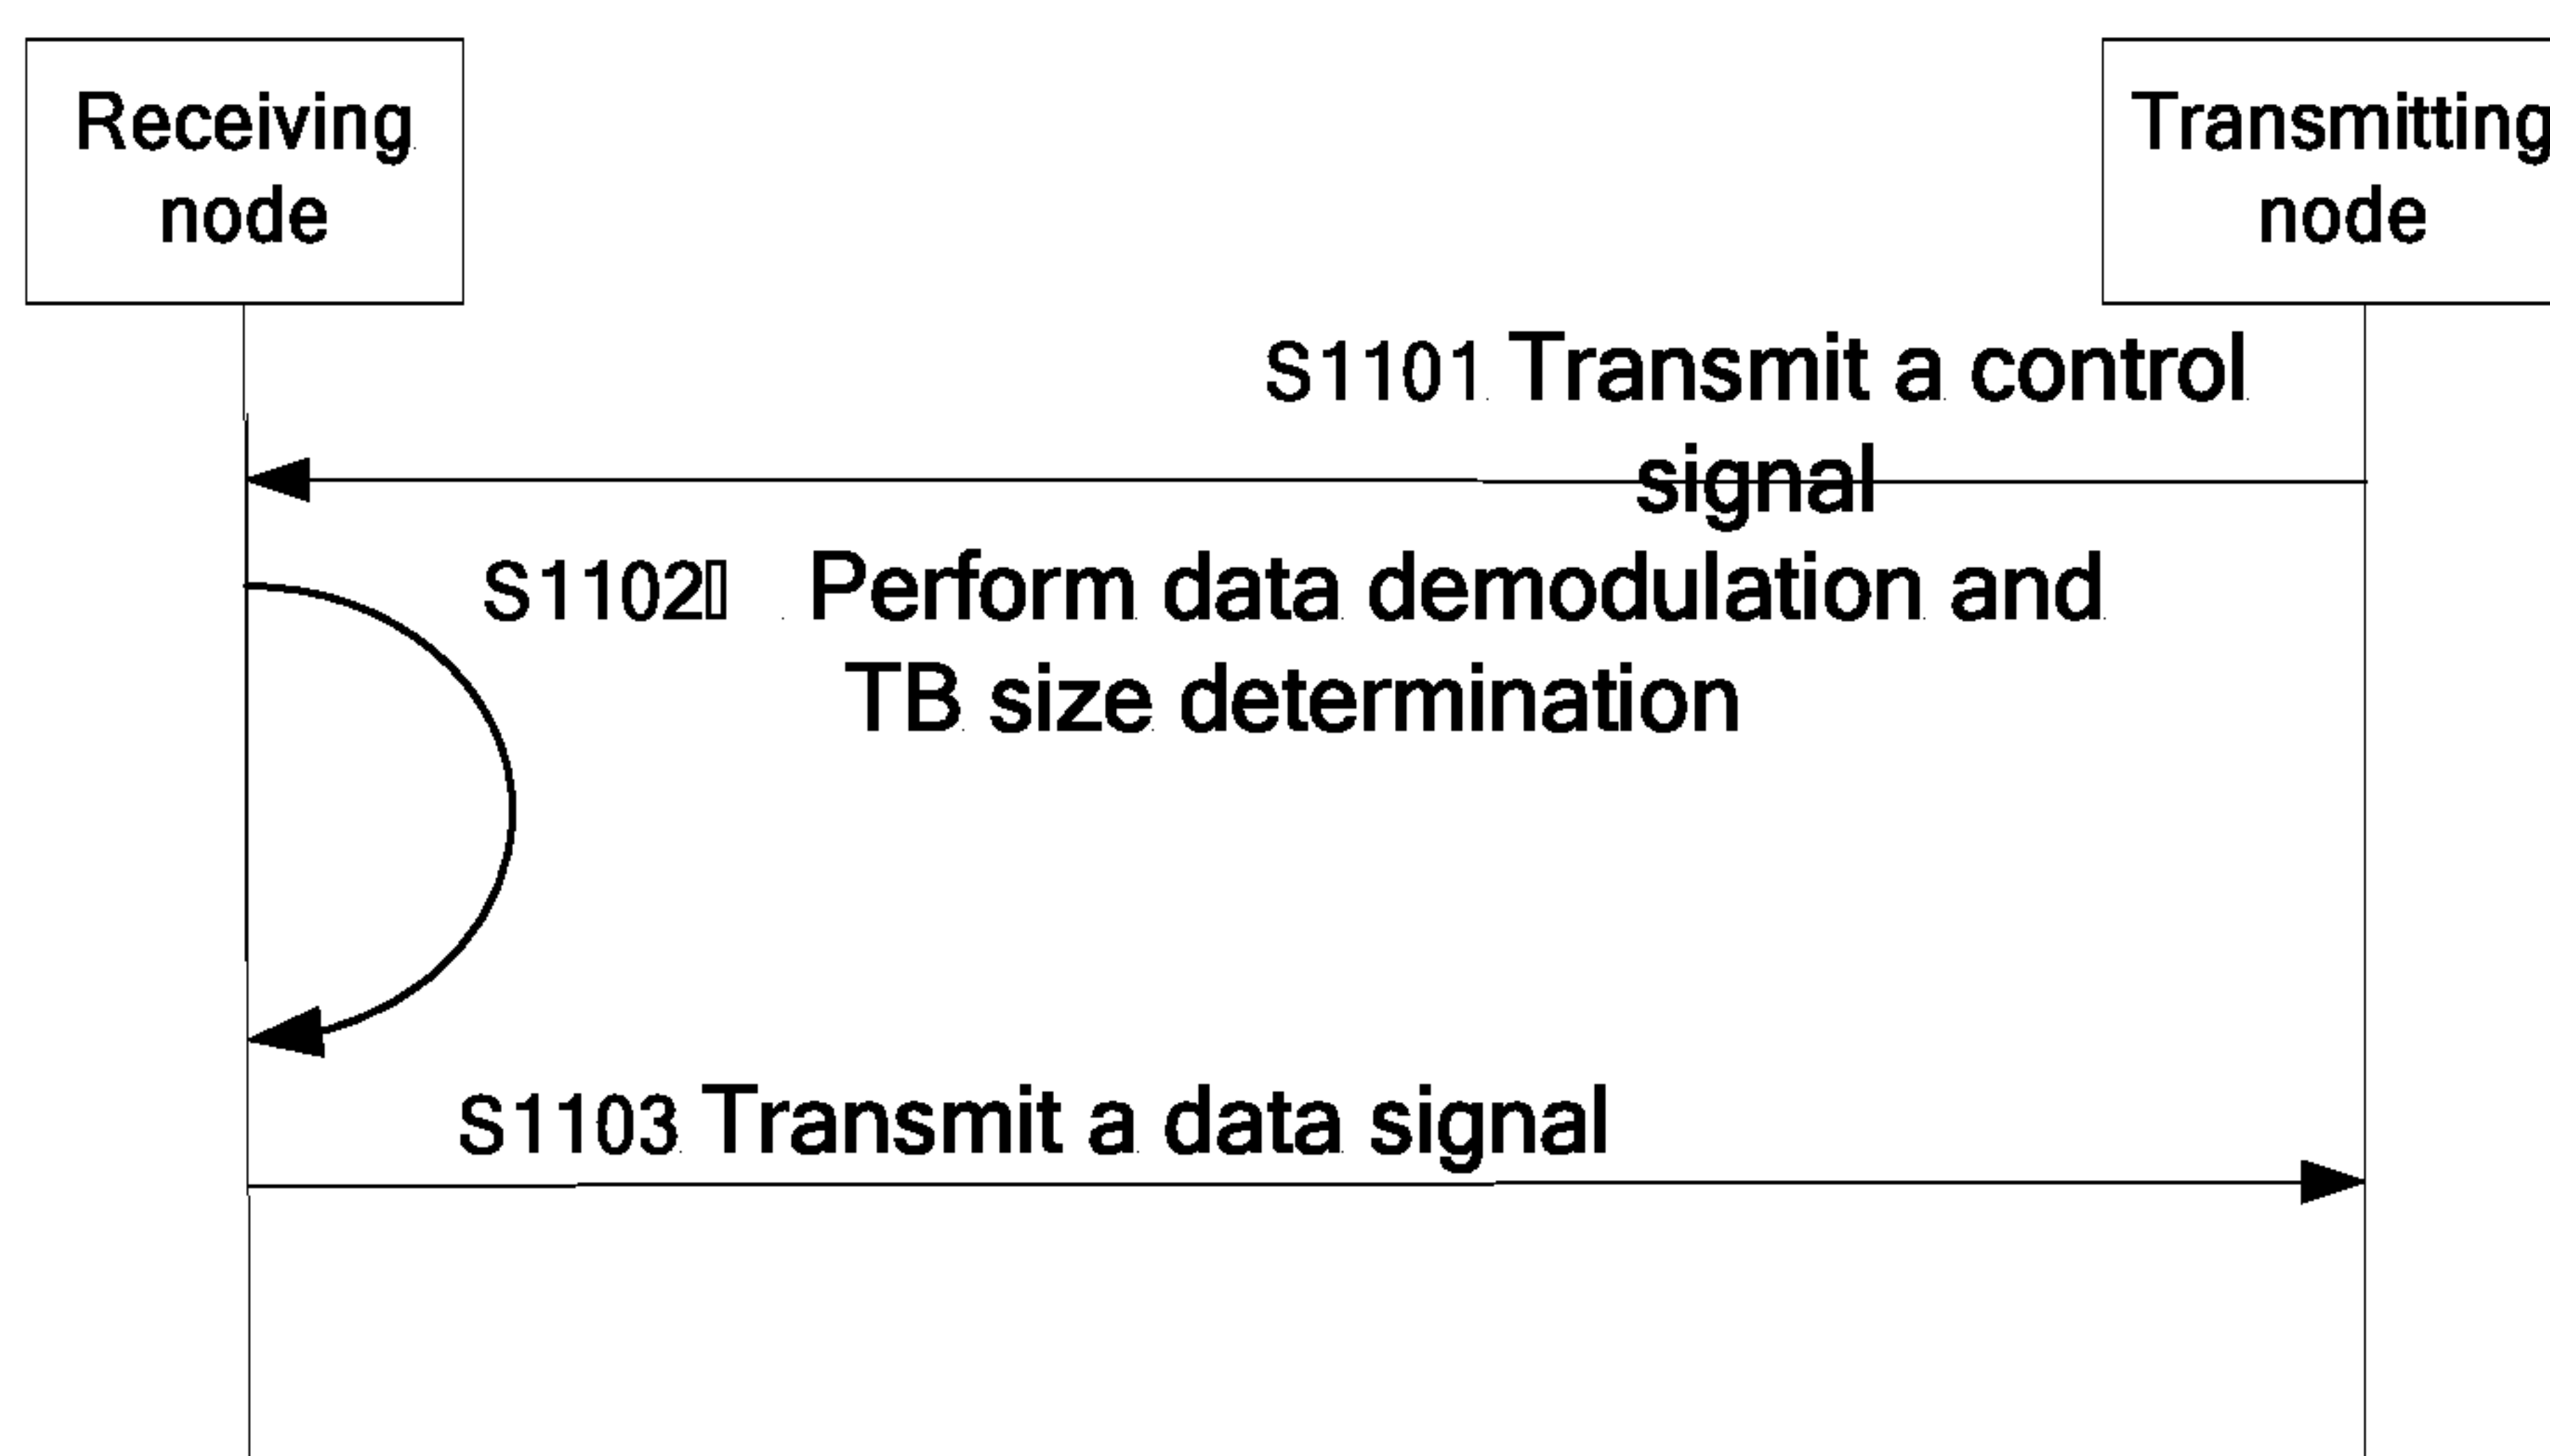 Receiving
node
Transmitting
node
S1101 Transmit a control
signal
S1102 Perform data demodulation and
TB size determination
S1103 Transmit a data signal